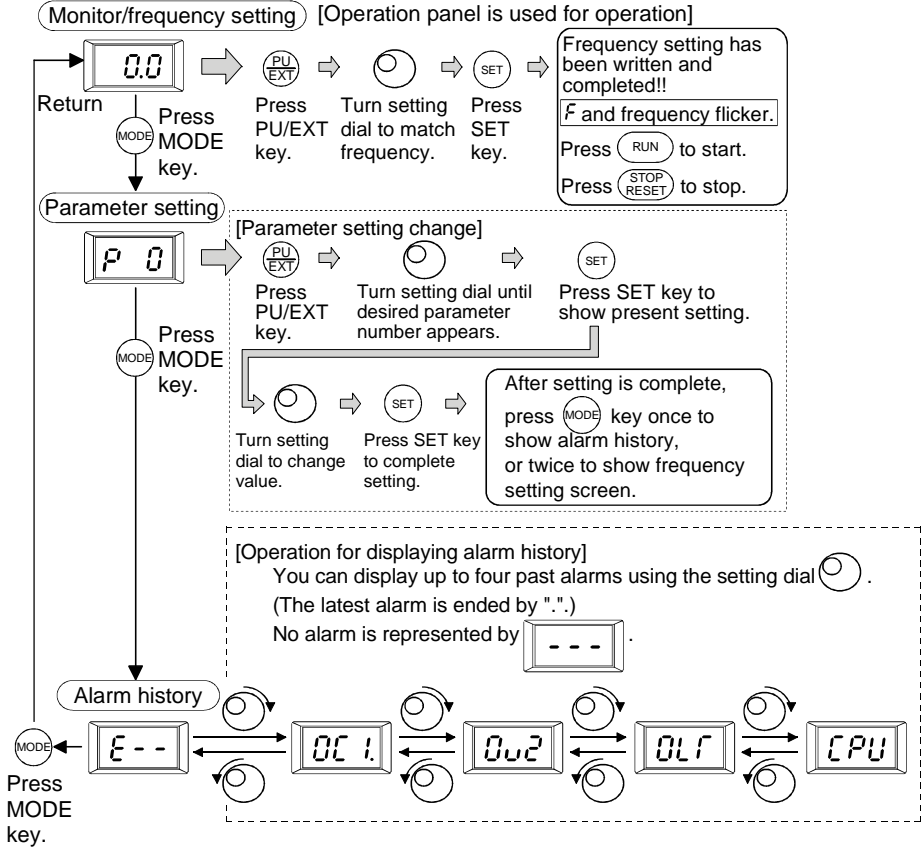 Monitor/frequency setting [Operation panel is used for operation]
0.0
PU
EXT
SET
Return
Press
PU/EXT
key.
Turn setting
dial to match
frequency.
Press
SET
key.
Frequency setting has
been written and
completed!!
F and frequency flicker.
Press RUN to start.
Press STOP RESET to stop.
MODE
Press
MODE
key.
Parameter setting
P 0
[Parameter setting change]
PU
EXT
SET
Press
PU/EXT
key.
Turn setting dial until
desired parameter
number appears.
Press SET key to
show present setting.
MODE
Press
MODE
key.
SET
Turn setting
dial to change
value.
Press SET key
to complete
setting.
After setting is complete,
press MODE key once to
show alarm history,
or twice to show frequency
setting screen.
[Operation for displaying alarm history]
You can display up to four past alarms using the setting dial .
(The latest alarm is ended by ".".)
No alarm is represented by --- .
Alarm history
MODE
E--
OC1.
Ov2
OLT
CPU
Press
MODE
key.